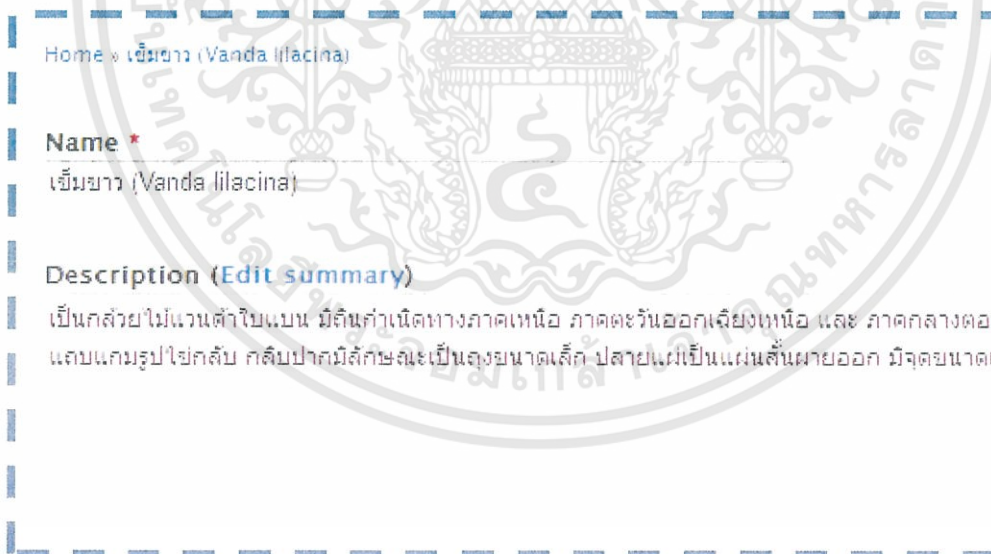 Home » เข็มขาว (Vanda lilacina)
Name *
เข็มขาว (Vanda lilacina)
Description (Edit summary)
เป็นกล้วยไม้แวนด้าใบแบน มีถิ่นกำเนิดทางภาคเหนือ ภาคตะวันออกเฉียงเหนือ และ ภาคกลางตอ
แถบแกมรูปไข่กลับ กลีบปากมีลักษณะเป็นถุงขนาดเล็ก ปลายแผ่เป็นแผ่นสั้นผายออก มีจุดขนาด